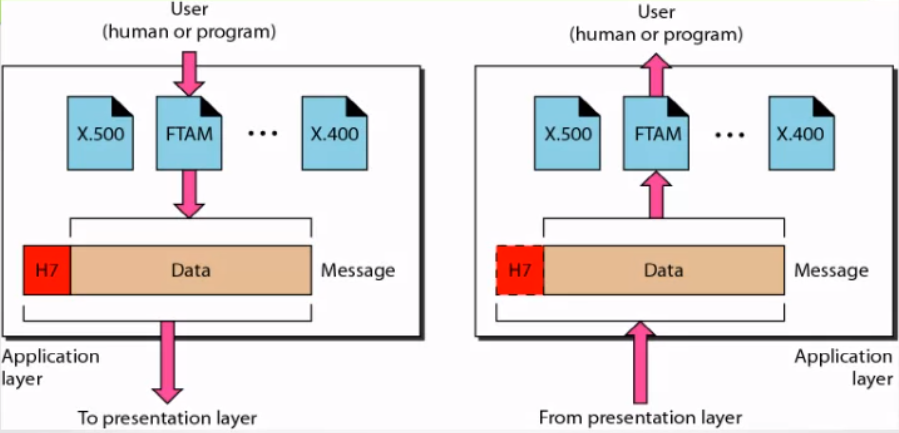 User
(human or program)
X.500
FTAM
...
X.400
H7
Data
Message
Application
layer
To presentation layer
User
(human or program)
X.500
FTAM
...
X.400
H7
Data
Message
Application
layer
From presentation layer